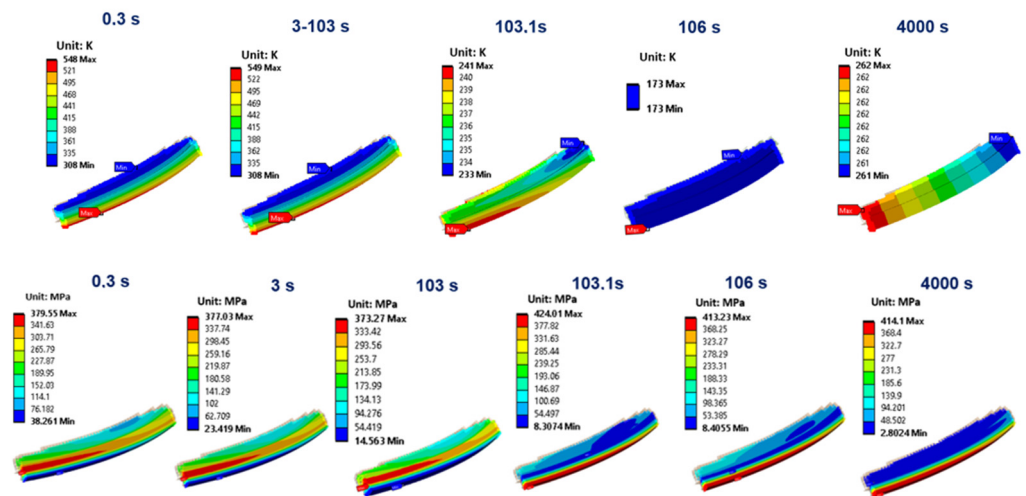 0.3 s
3-103 s
103.1s
106 s
4000 s
Unit: K
548 Max
521
495
468
441
415
388
361
335
308 Min
Min
Max
Unit: K
549 Max
522
495
469
442
415
388
362
335
308 Min
Min
Max
Unit: K
241 Max
240
239
238
237
236
235
235
234
233 Min
Min
Max
Unit: K
173 Max
173 Min
Min
Max
Unit: K
262 Max
262
262
262
262
262
262
262
261
261 Min
Min
Max
0.3 s
3 s
103 s
103.1s
106 s
4000 s
Unit: MPa
379.55 Max
341.63
303.71
265.79
227.87
189.95
152.03
114.1
76.182
38.261 Min
Unit: MPa
377.03 Max
337.74
298.45
259.16
219.87
180.58
141.29
102
62.709
23.419 Min
Unit: MPa
373.27 Max
333.42
293.56
253.7
213.85
173.99
134.13
94.276
54.419
14.563 Min
Unit: MPa
424.01 Max
377.82
331.63
285.44
239.25
193.06
146.87
100.69
54.497
8.3074 Min
Unit: MPa
413.23 Max
368.25
323.27
278.29
233.31
188.33
143.35
98.365
53.385
8.4055 Min
Unit: MPa
414.1 Max
368.4
322.7
277
231.3
185.6
139.9
94.201
48.502
2.8024 Min